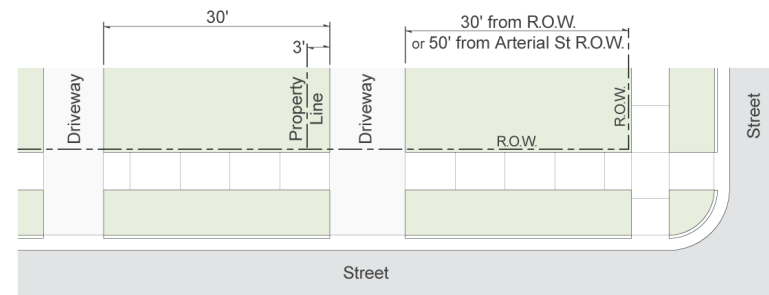 30'
30' from R.O.W.
3'
or 50' from Arterial St R.O.W.
Driveway
Property
Line
Driveway
R.O.W.
R.O.W.
Street
Street